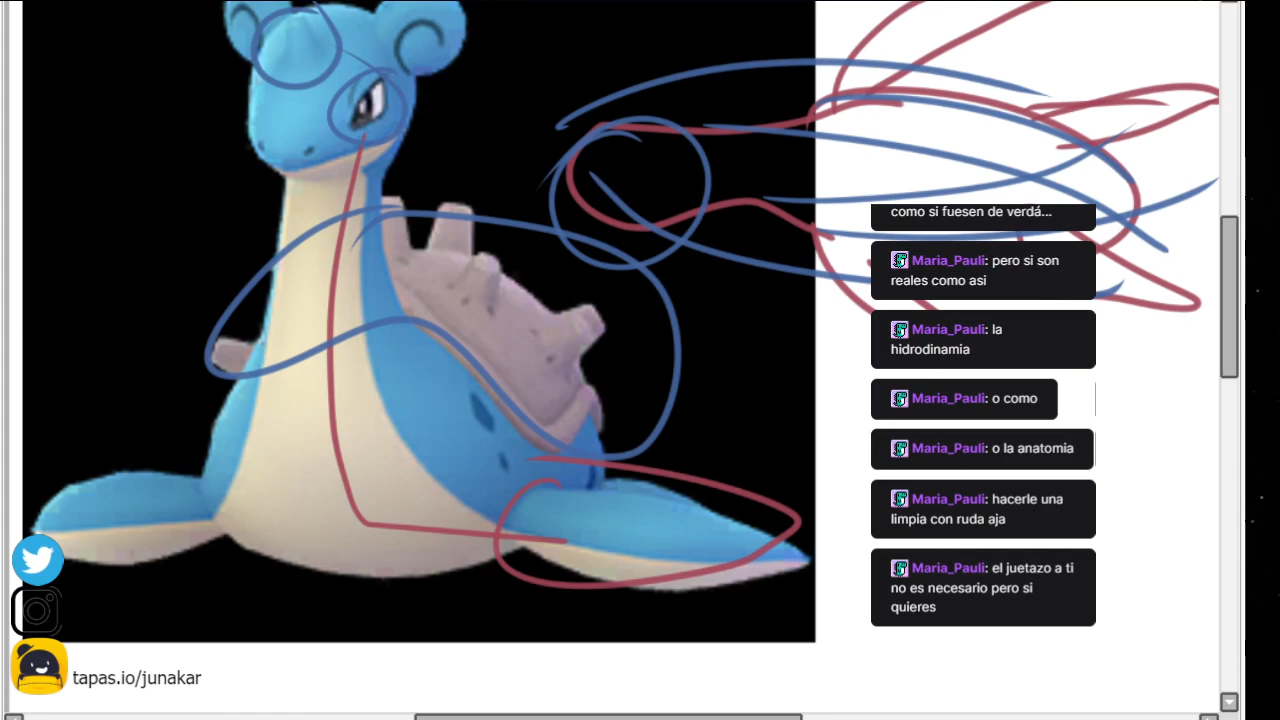 como si fuesen de verdá...
Maria_Pauli: pero si son
reales como asi
Maria_Pauli: la
hidrodinamia
Maria_Pauli: o como
Maria_Pauli: o la anatomia
Maria_Pauli: hacerle una
limpia con ruda aja
Maria_Pauli: el juetazo a ti
no es necesario pero si
quieres
tapas.io/junakar